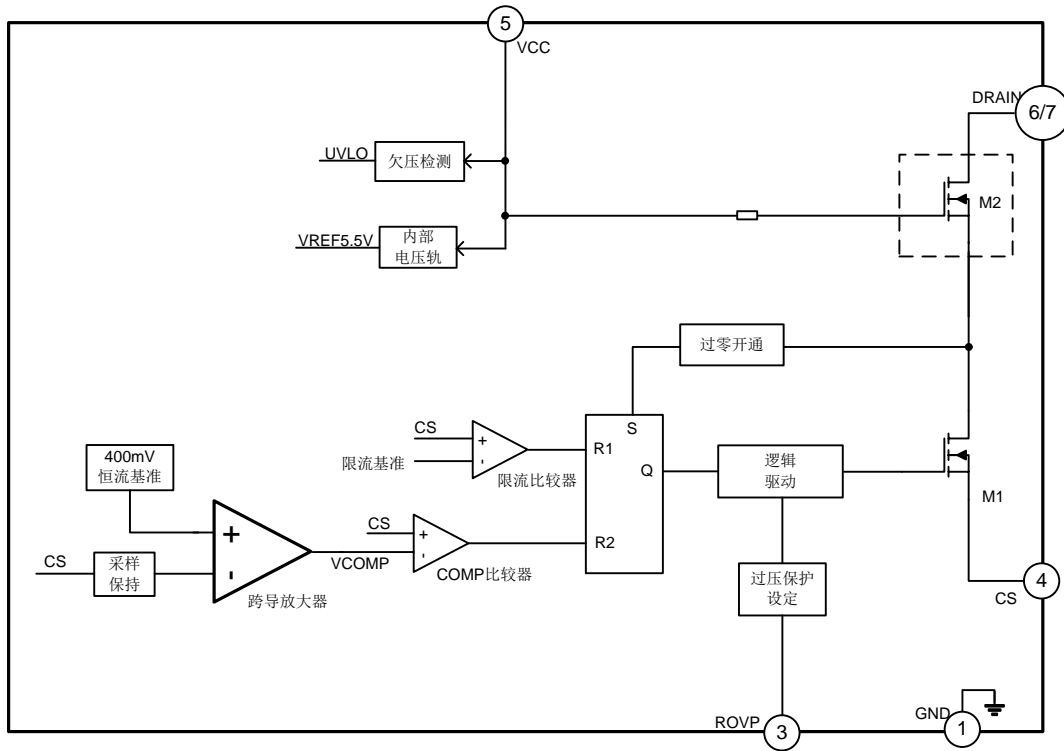 5
VCC
DRAIN
6/7
UVLO
欠压检测
M2
VREF5.5V
内部
电压轨
过零开通
CS
S
+
R1
-
限流基准
限流比较器
Q
逻辑
驱动
M1
400mV
恒流基准
+
CS
+
-
R2
VCOMP
COMP比较器
CS
采样
保持
-
跨导放大器
过压保护
设定
4
CS
ROVP
3
GND
1